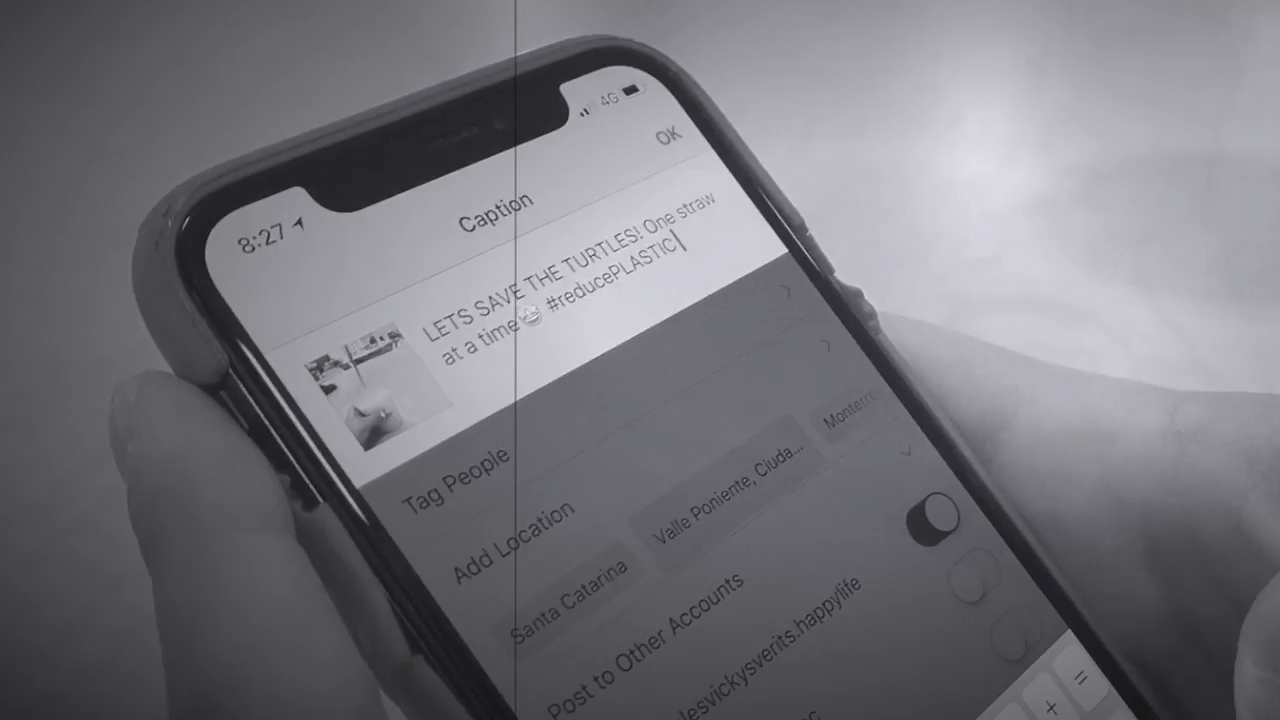 4G
8:27
OK
Caption
LETS SAVE THE TURTLES! One straw
at a time😀 #reducePLASTIC
Tag People
Add Location
Santa Catarina
Valle Poniente, Ciuda...
Post to Other Accounts
lesvickysverits.happylife
+
=